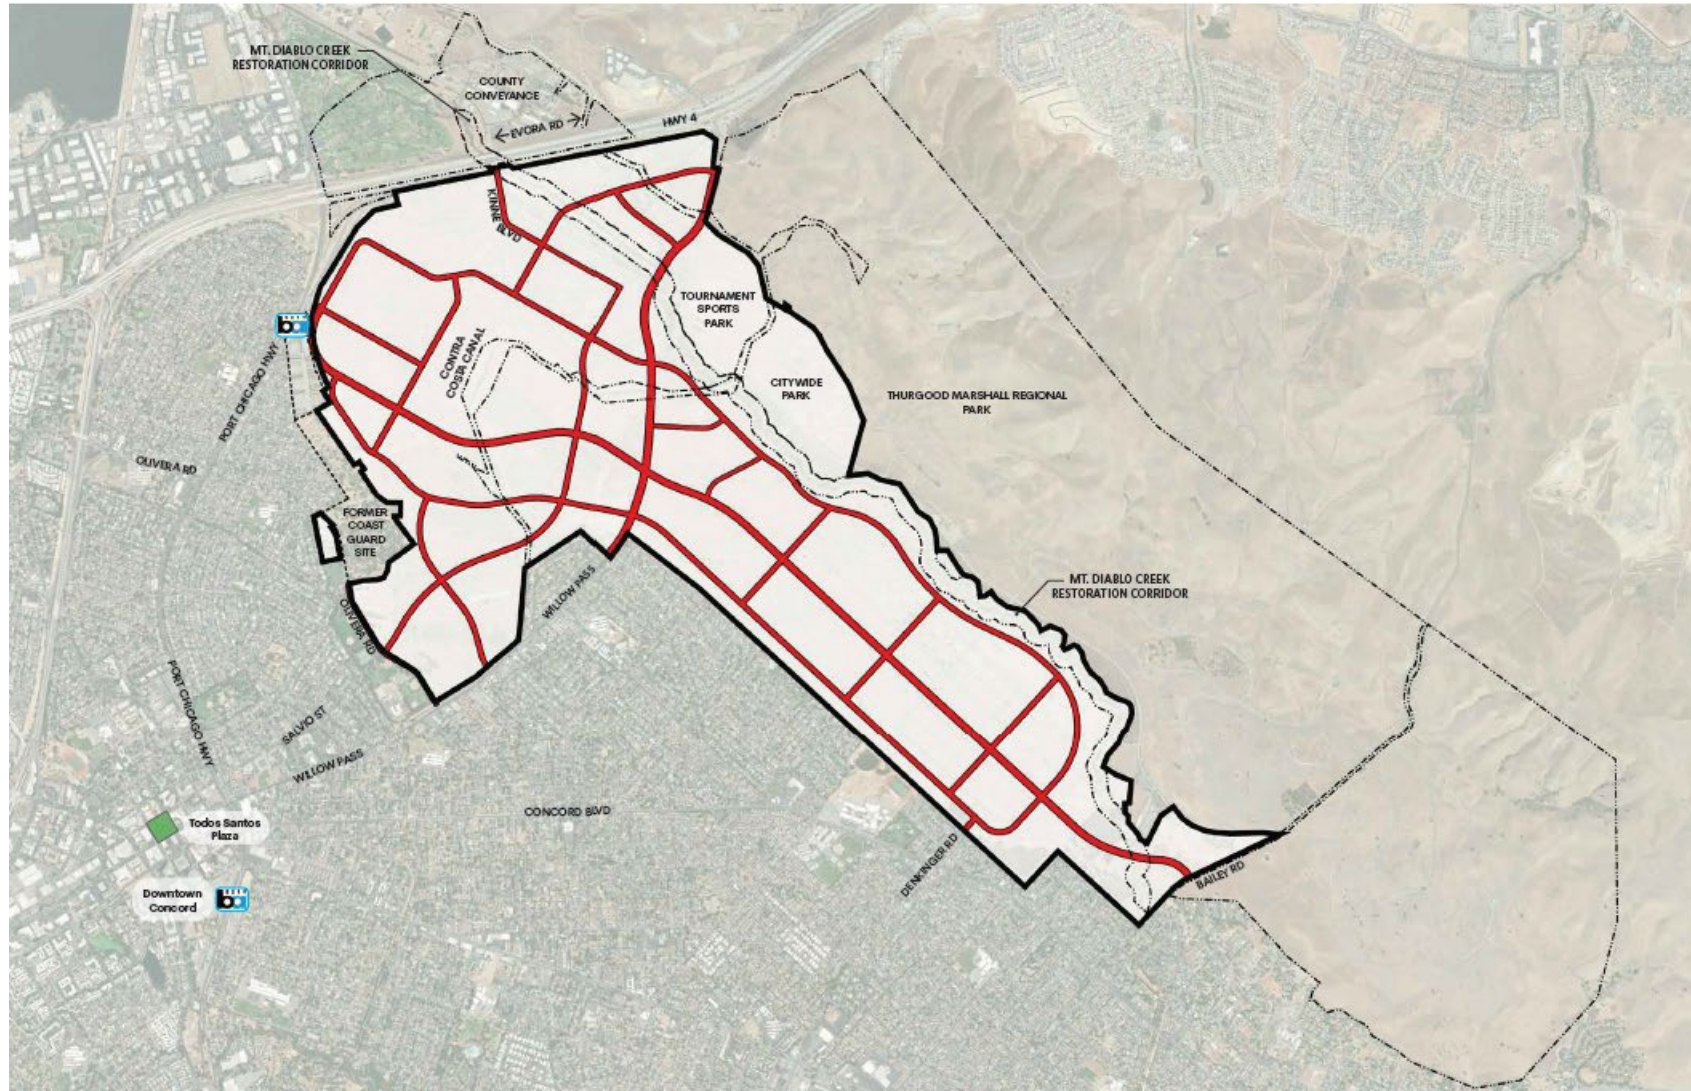 MT. DIABLO CREEK
RESTORATION CORRIDOR
COUNTY
CONVEYANCE
EVORA RD
HWY 4
KINNE BLVD
TOURNAMENT
SPORTS
PARK
CONTRA
COSTA CANAL
CITYWIDE
PARK
THURGOOD MARSHALL REGIONAL
PARK
PORT CHICAGO HWY
OLIVERA RD
FORMER
COAST
GUARD
SITE
MT. DIABLO CREEK
RESTORATION CORRIDOR
WILLOW PASS
OLIVERA RD
PORT CHICAGO HWY
SALVIO ST
WILLOW PASS
CONCORD BLVD
Todos Santos
Plaza
DENKINGER RD
BAILEY RD
Downtown
Concord